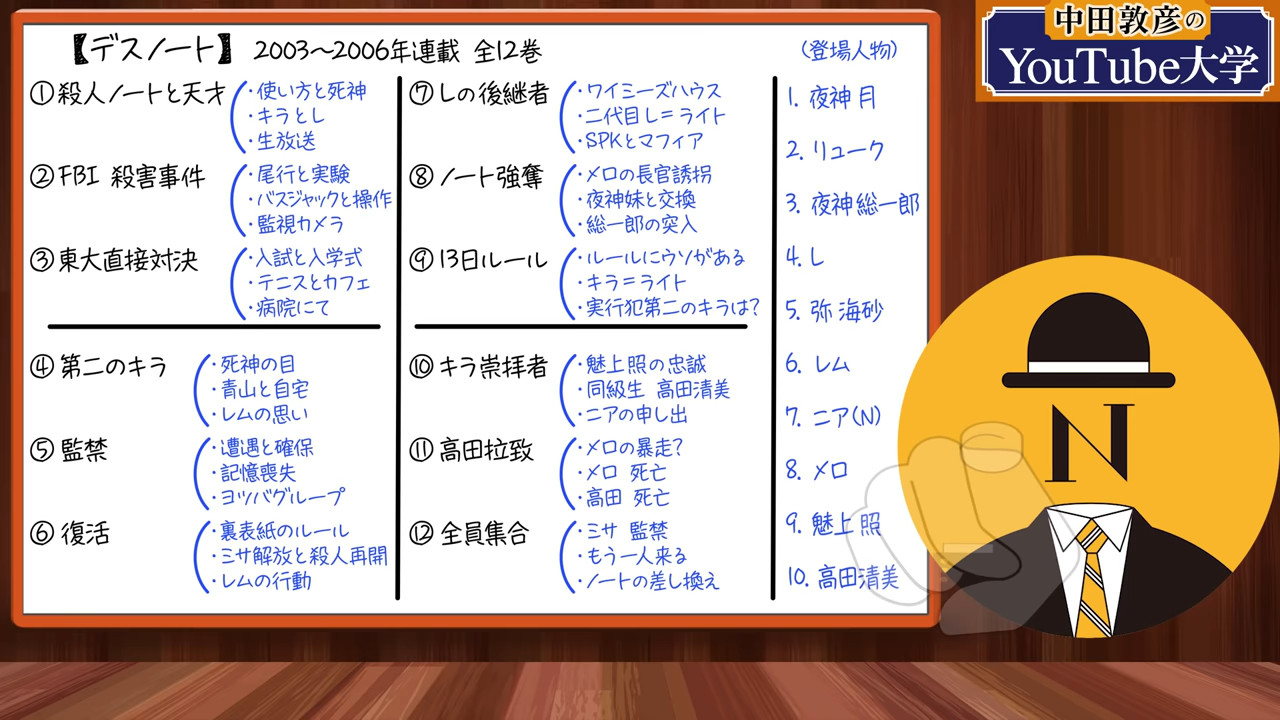 【デスノート】 2003〜2006年連載 全12巻
①殺人ノートと天才
・使い方と死神
・キラとL
・生放送
②FBI 殺害事件
・尾行と実験
・バスジャックと操作
・監視カメラ
③東大直接対決
・入試と入学式
・テニスとカフェ
・病院にて
④第二のキラ
・死神の目
・青山と自宅
・レムの思い
⑤監禁
・遭遇と確保
・記憶喪失
・ヨツバグループ
⑥復活
・裏表紙のルール
・ミサ解放と殺人再開
・レムの行動
⑦Lの後継者
・ワイミーズハウス
・二代目L=ライト
・SPKとマフィア
⑧ノート強奪
・メロの長官誘拐
・夜神妹と交換
・総一郎の突入
⑨13日ルール
・ルールにウソがある
・キラ=ライト
・実行犯第二のキラは?
⑩キラ崇拝者
・魅上照の忠誠
・同級生 高田清美
・ニアの申し出
⑪高田拉致
・メロの暴走?
・メロ 死亡
・高田 死亡
⑫全員集合
・ミサ 監禁
・もう一人来る
・ノートの差し換え
(登場人物)
1. 夜神月
2. リューク
3. 夜神総一郎
4. L
5. 弥 海砂
6. レム
7. ニア(N)
8. メロ
9. 魅上照
10. 高田清美
中田敦彦の
YouTube大学
N